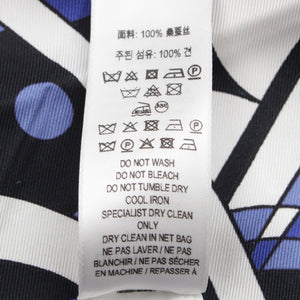 面料: 100% 桑蚕丝
주된 섬유: 100% 견
DO NOT WASH
DO NOT BLEACH
DO NOT TUMBLE DRY
COOL IRON
SPECIALIST DRY CLEAN
ONLY
DRY CLEAN IN NET BAG
NE PAS LAVER / NE PAS
BLANCHIR / NE PAS SÉCHER
EN MACHINE / REPASSER À